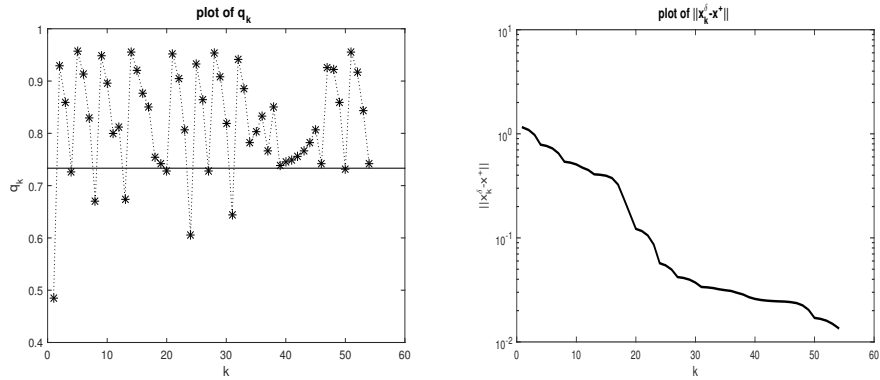 plot of q_k
1
0.9
0.8
0.7
0.6
0.5
0.4
q_k
0 10 20 30 40 50 60
k
plot of ||x_k^δ-x^+||
10^1
10^0
10^-1
10^-2
||x_k^δ-x^+||
0 10 20 30 40 50 60
k